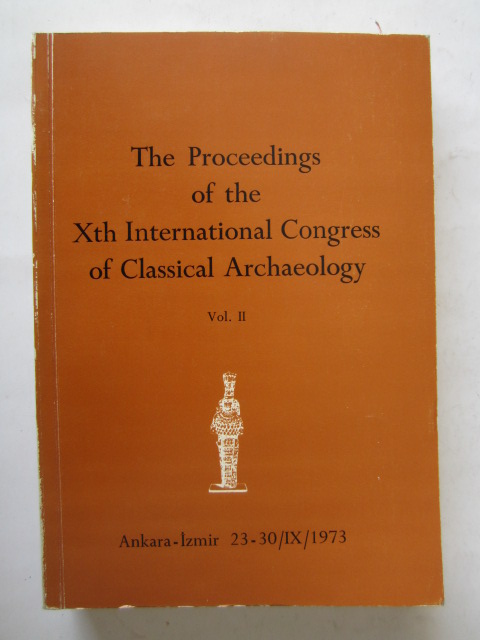 The Proceedings
of the
Xth International Congress
of Classical Archaeology
Vol. II
Ankara-İzmir 23-30/IX/1973